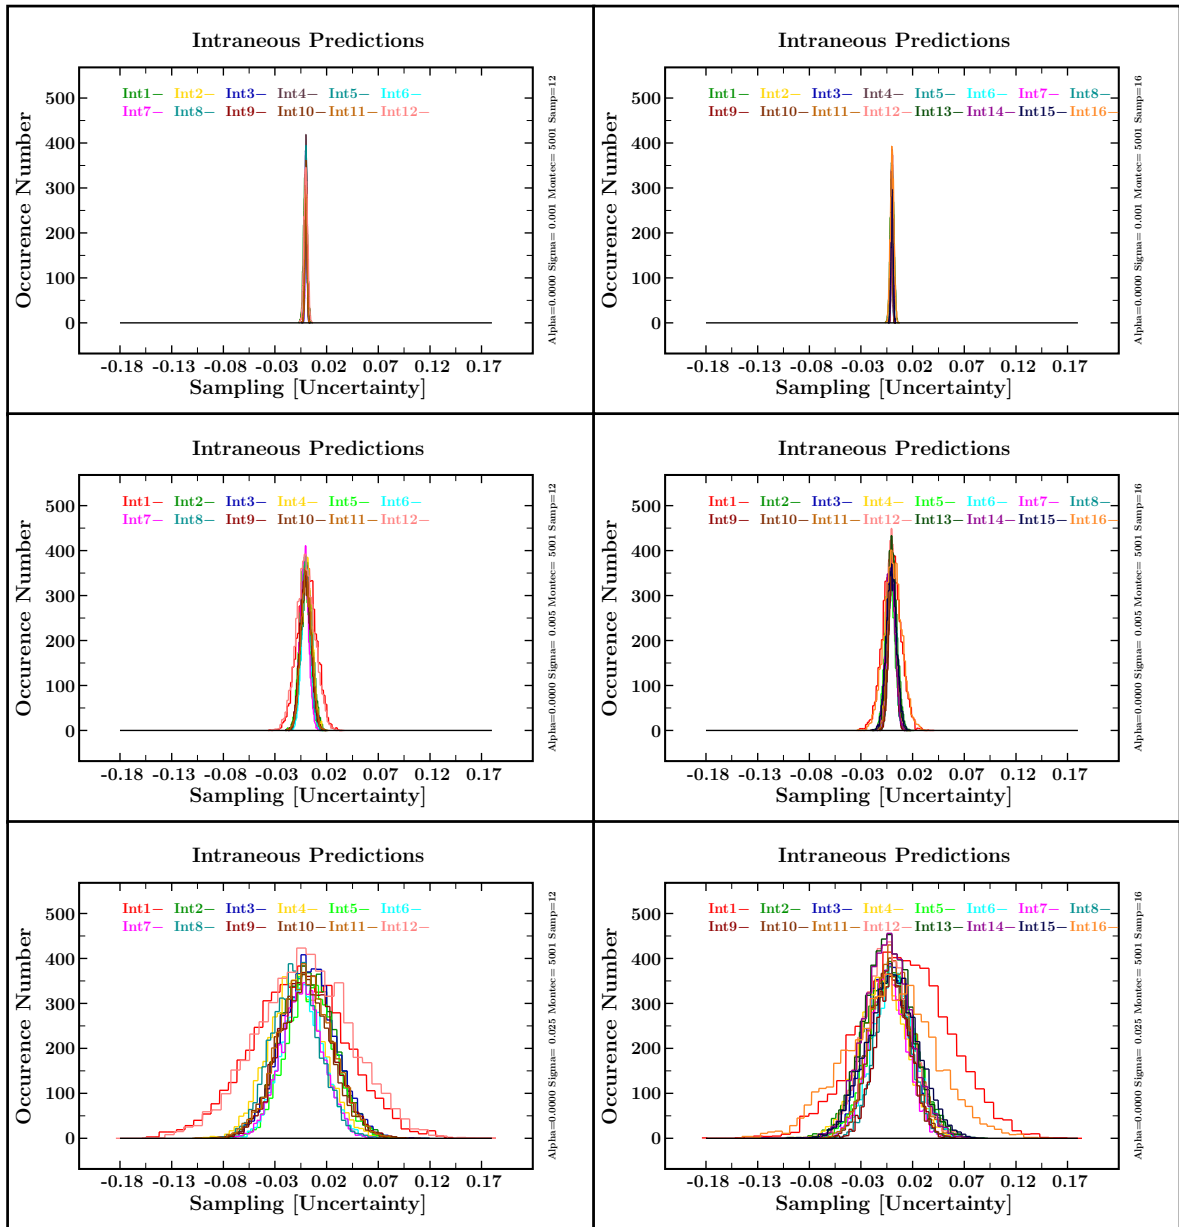 Intraneous Predictions
Occurence Number
500
400
300
200
100
0
Int1 Int2 Int3 Int4 Int5 Int6
Int7 Int8 Int9 Int10 Int11 Int12
Alpha=0.0000 Sigma= 0.001 Montec= 5001 Samp=12
-0.18 -0.13 -0.08 -0.03 0.02 0.07 0.12 0.17
Sampling [Uncertainty]
Intraneous Predictions
Occurence Number
500
400
300
200
100
0
Int1 Int2 Int3 Int4 Int5 Int6 Int7 Int8
Int9 Int10 Int11 Int12 Int13 Int14 Int15 Int16
Alpha=0.0000 Sigma= 0.001 Montec= 5001 Samp=16
-0.18 -0.13 -0.08 -0.03 0.02 0.07 0.12 0.17
Sampling [Uncertainty]
Intraneous Predictions
Occurence Number
500
400
300
200
100
0
Int1 Int2 Int3 Int4 Int5 Int6
Int7 Int8 Int9 Int10 Int11 Int12
Alpha=0.0000 Sigma= 0.005 Montec= 5001 Samp=12
-0.18 -0.13 -0.08 -0.03 0.02 0.07 0.12 0.17
Sampling [Uncertainty]
Intraneous Predictions
Occurence Number
500
400
300
200
100
0
Int1 Int2 Int3 Int4 Int5 Int6 Int7 Int8
Int9 Int10 Int11 Int12 Int13 Int14 Int15 Int16
Alpha=0.0000 Sigma= 0.005 Montec= 5001 Samp=16
-0.18 -0.13 -0.08 -0.03 0.02 0.07 0.12 0.17
Sampling [Uncertainty]
Intraneous Predictions
Occurence Number
500
400
300
200
100
0
Int1 Int2 Int3 Int4 Int5 Int6
Int7 Int8 Int9 Int10 Int11 Int12
Alpha=0.0000 Sigma= 0.025 Montec= 5001 Samp=12
-0.18 -0.13 -0.08 -0.03 0.02 0.07 0.12 0.17
Sampling [Uncertainty]
Intraneous Predictions
Occurence Number
500
400
300
200
100
0
Int1 Int2 Int3 Int4 Int5 Int6 Int7 Int8
Int9 Int10 Int11 Int12 Int13 Int14 Int15 Int16
Alpha=0.0000 Sigma= 0.025 Montec= 5001 Samp=16
-0.18 -0.13 -0.08 -0.03 0.02 0.07 0.12 0.17
Sampling [Uncertainty]